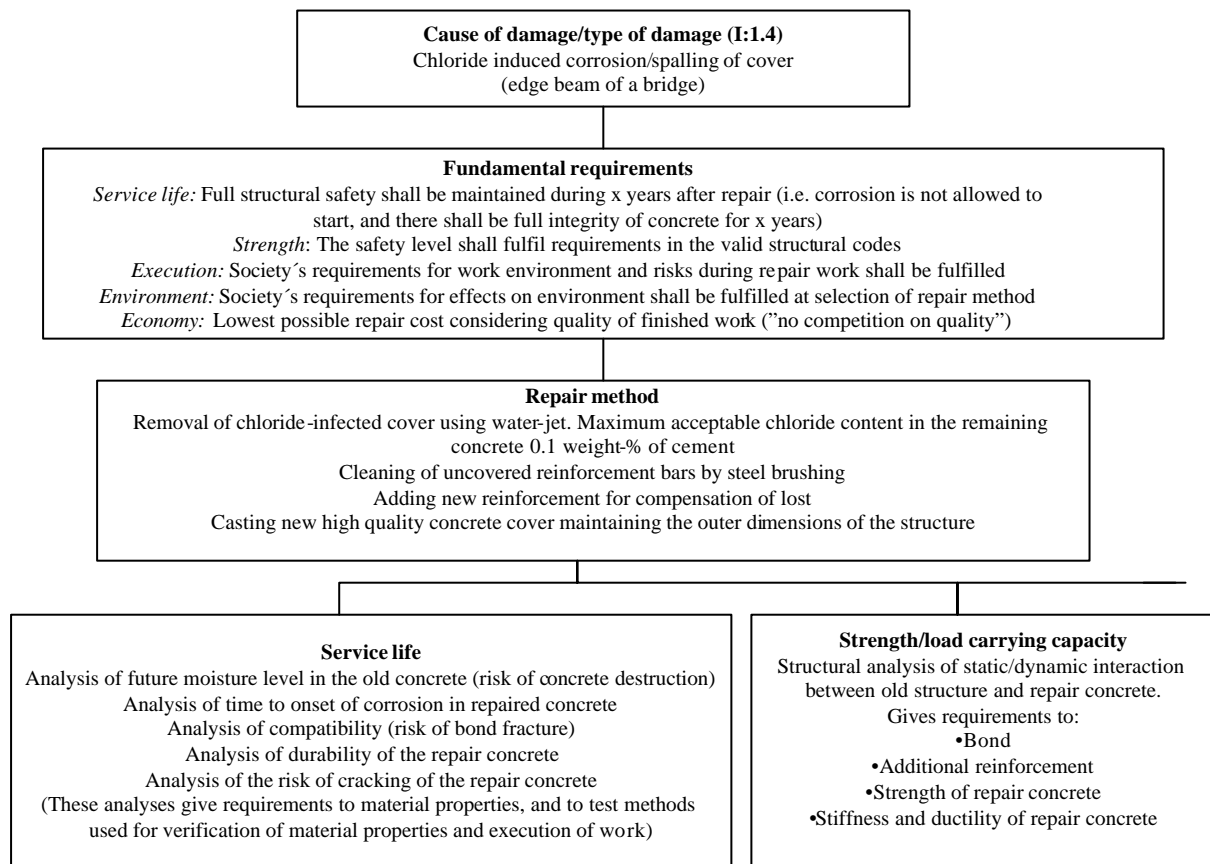 Cause of damage/type of damage (I:1.4)
Chloride induced corrosion/spalling of cover
(edge beam of a bridge)
Fundamental requirements
Service life: Full structural safety shall be maintained during x years after repair (i.e. corrosion is not allowed to
start, and there shall be full integrity of concrete for x years)
Strength: The safety level shall fulfil requirements in the valid structural codes
Execution: Society´s requirements for work environment and risks during repair work shall be fulfilled
Environment: Society´s requirements for effects on environment shall be fulfilled at selection of repair method
Economy: Lowest possible repair cost considering quality of finished work (”no competition on quality”)
Repair method
Removal of chloride-infected cover using water-jet. Maximum acceptable chloride content in the remaining
concrete 0.1 weight-% of cement
Cleaning of uncovered reinforcement bars by steel brushing
Adding new reinforcement for compensation of lost
Casting new high quality concrete cover maintaining the outer dimensions of the structure
Service life
Analysis of future moisture level in the old concrete (risk of concrete destruction)
Analysis of time to onset of corrosion in repaired concrete
Analysis of compatibility (risk of bond fracture)
Analysis of durability of the repair concrete
Analysis of the risk of cracking of the repair concrete
(These analyses give requirements to material properties, and to test methods
used for verification of material properties and execution of work)
Strength/load carrying capacity
Structural analysis of static/dynamic interaction
between old structure and repair concrete.
Gives requirements to:
•Bond
•Additional reinforcement
•Strength of repair concrete
•Stiffness and ductility of repair concrete